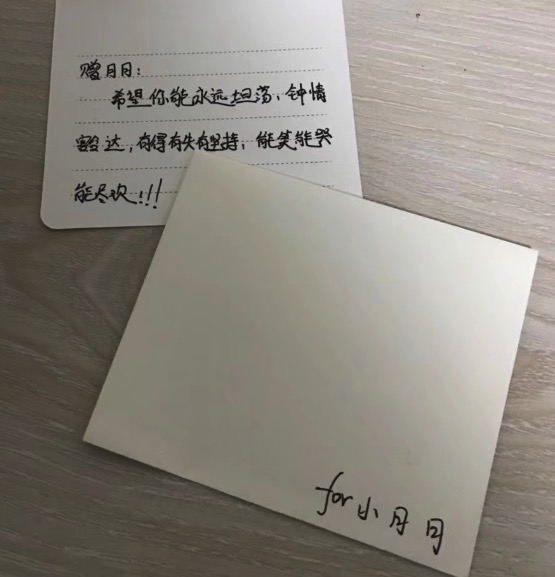 赠月月：
希望你能永远坦荡，钟情
豁达，有得有失有坚持，能笑能哭
能尽欢！！！
for 小月月